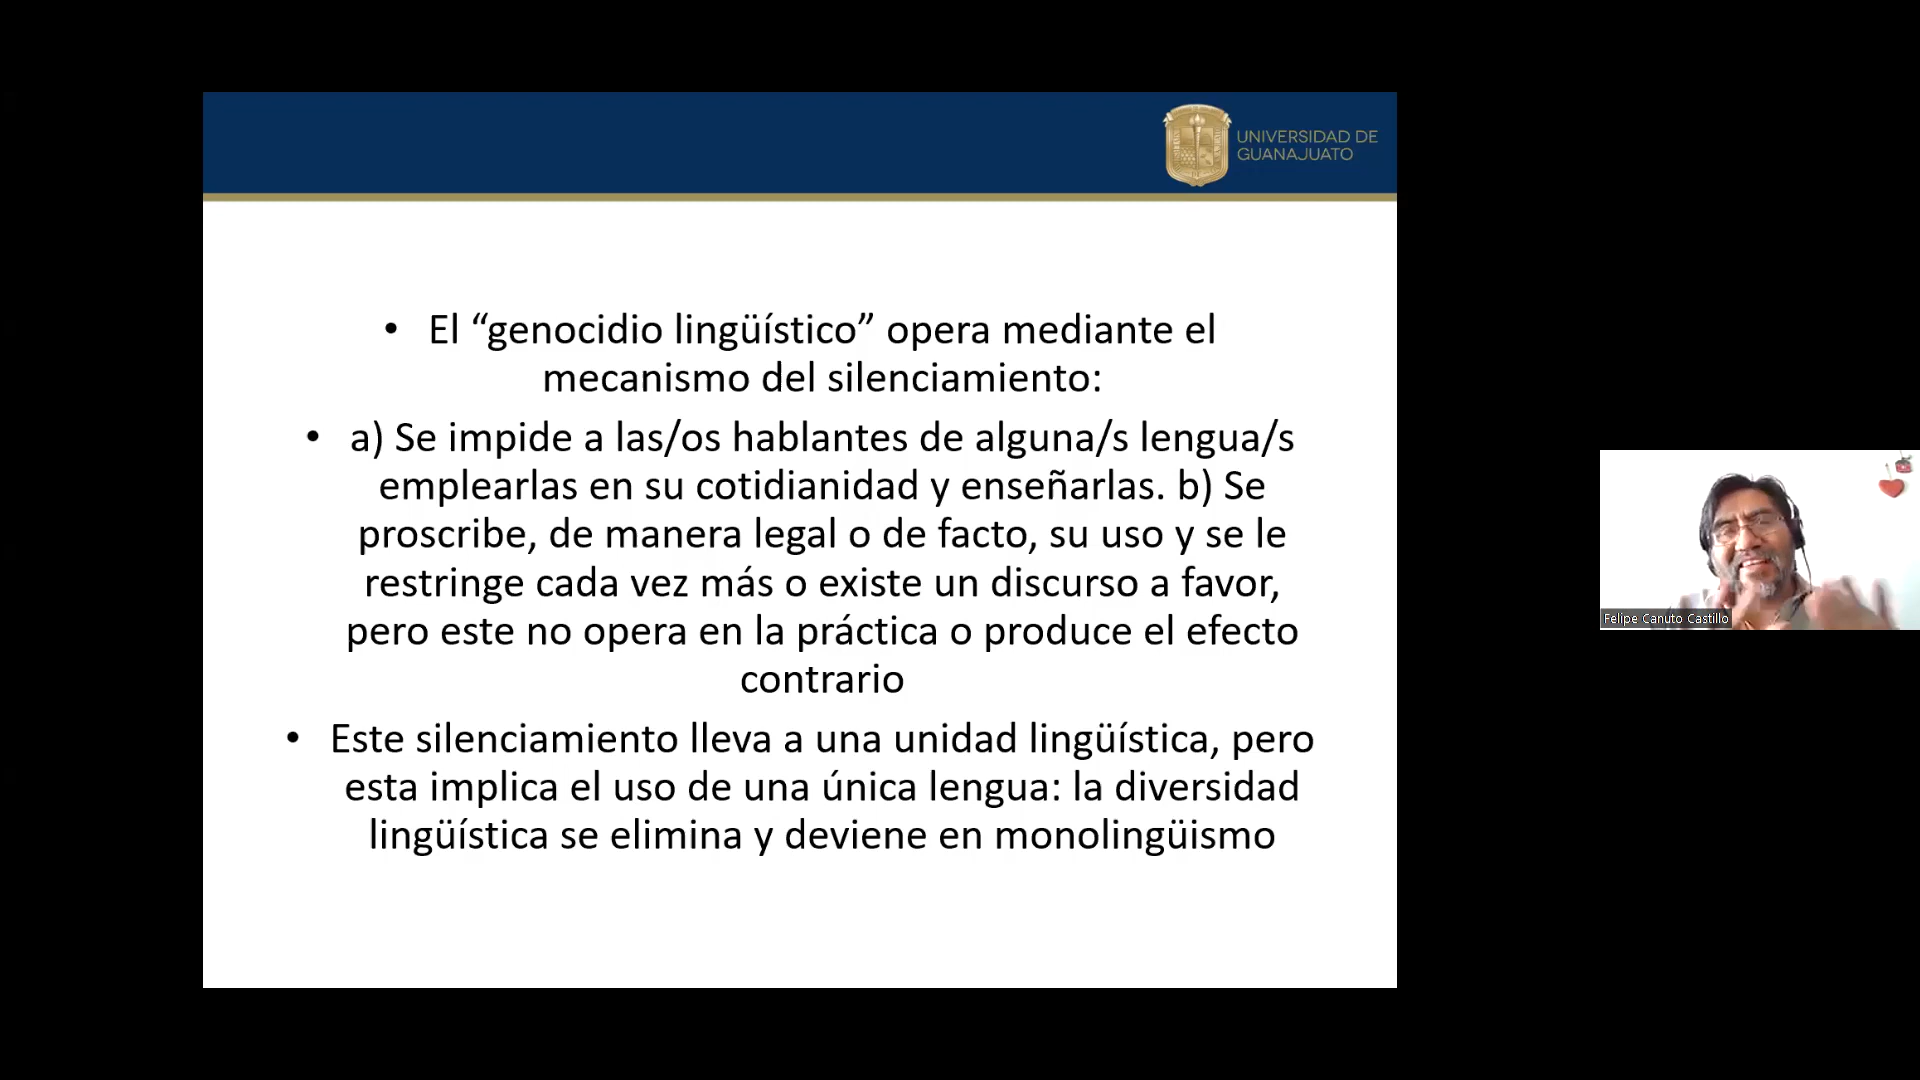 UNIVERSIDAD DE
GUANAJUATO
• El “genocidio lingüístico” opera mediante el
mecanismo del silenciamiento:
• a) Se impide a las/os hablantes de alguna/s lengua/s
emplearlas en su cotidianidad y enseñarlas. b) Se
proscribe, de manera legal o de facto, su uso y se le
restringe cada vez más o existe un discurso a favor,
pero este no opera en la práctica o produce el efecto
contrario
• Este silenciamiento lleva a una unidad lingüística, pero
esta implica el uso de una única lengua: la diversidad
lingüística se elimina y deviene en monolingüismo
Felipe Canuto Castillo